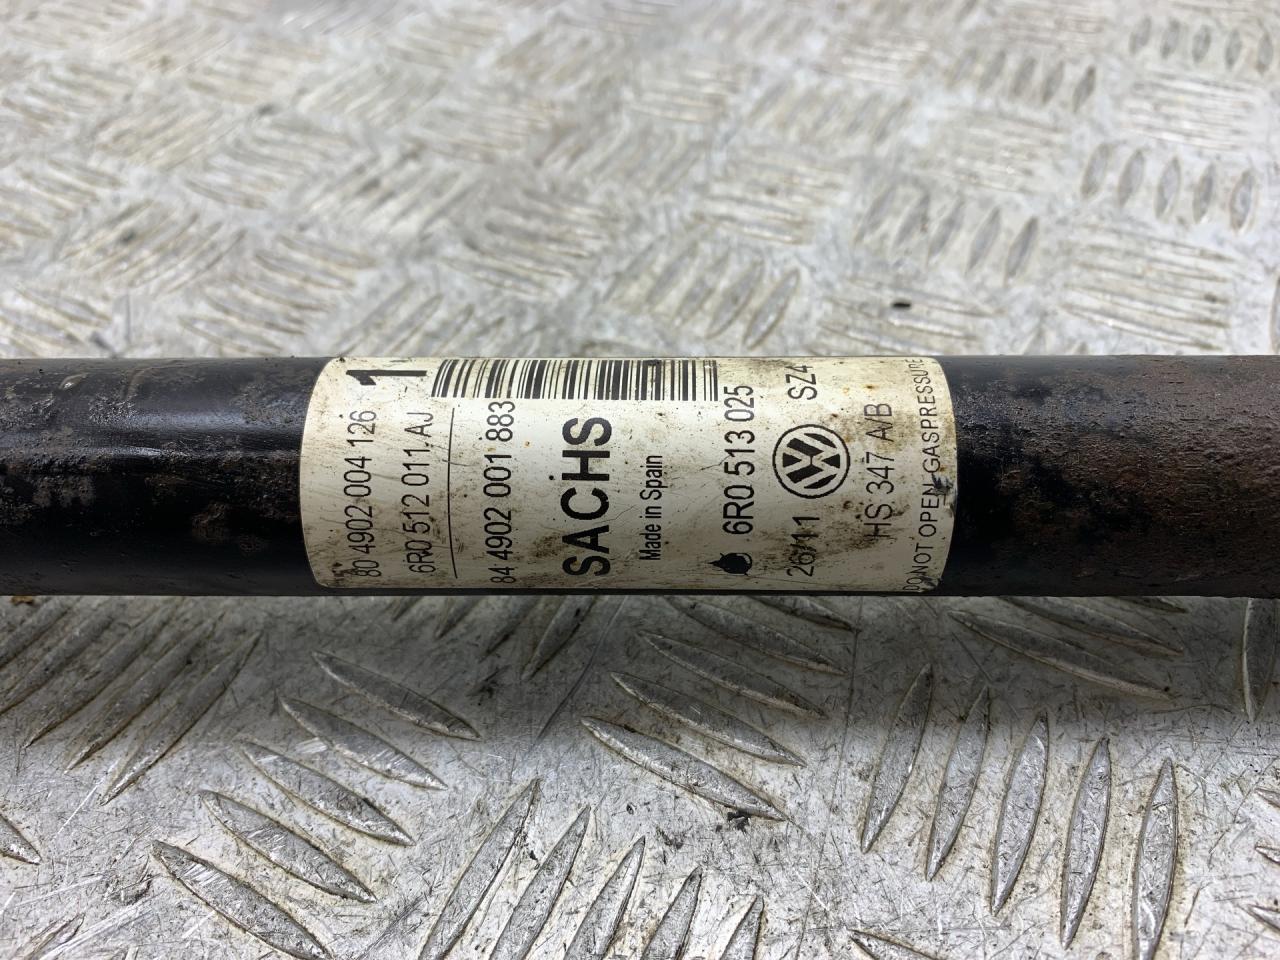 80 4902 004 126
1
6R0 512 011 AJ
84 4902 001 883
SACHS
Made in Spain
6R0 513 025
26/11
SZ4
HS 347 A/B
DO NOT OPEN-GASPRESSURE